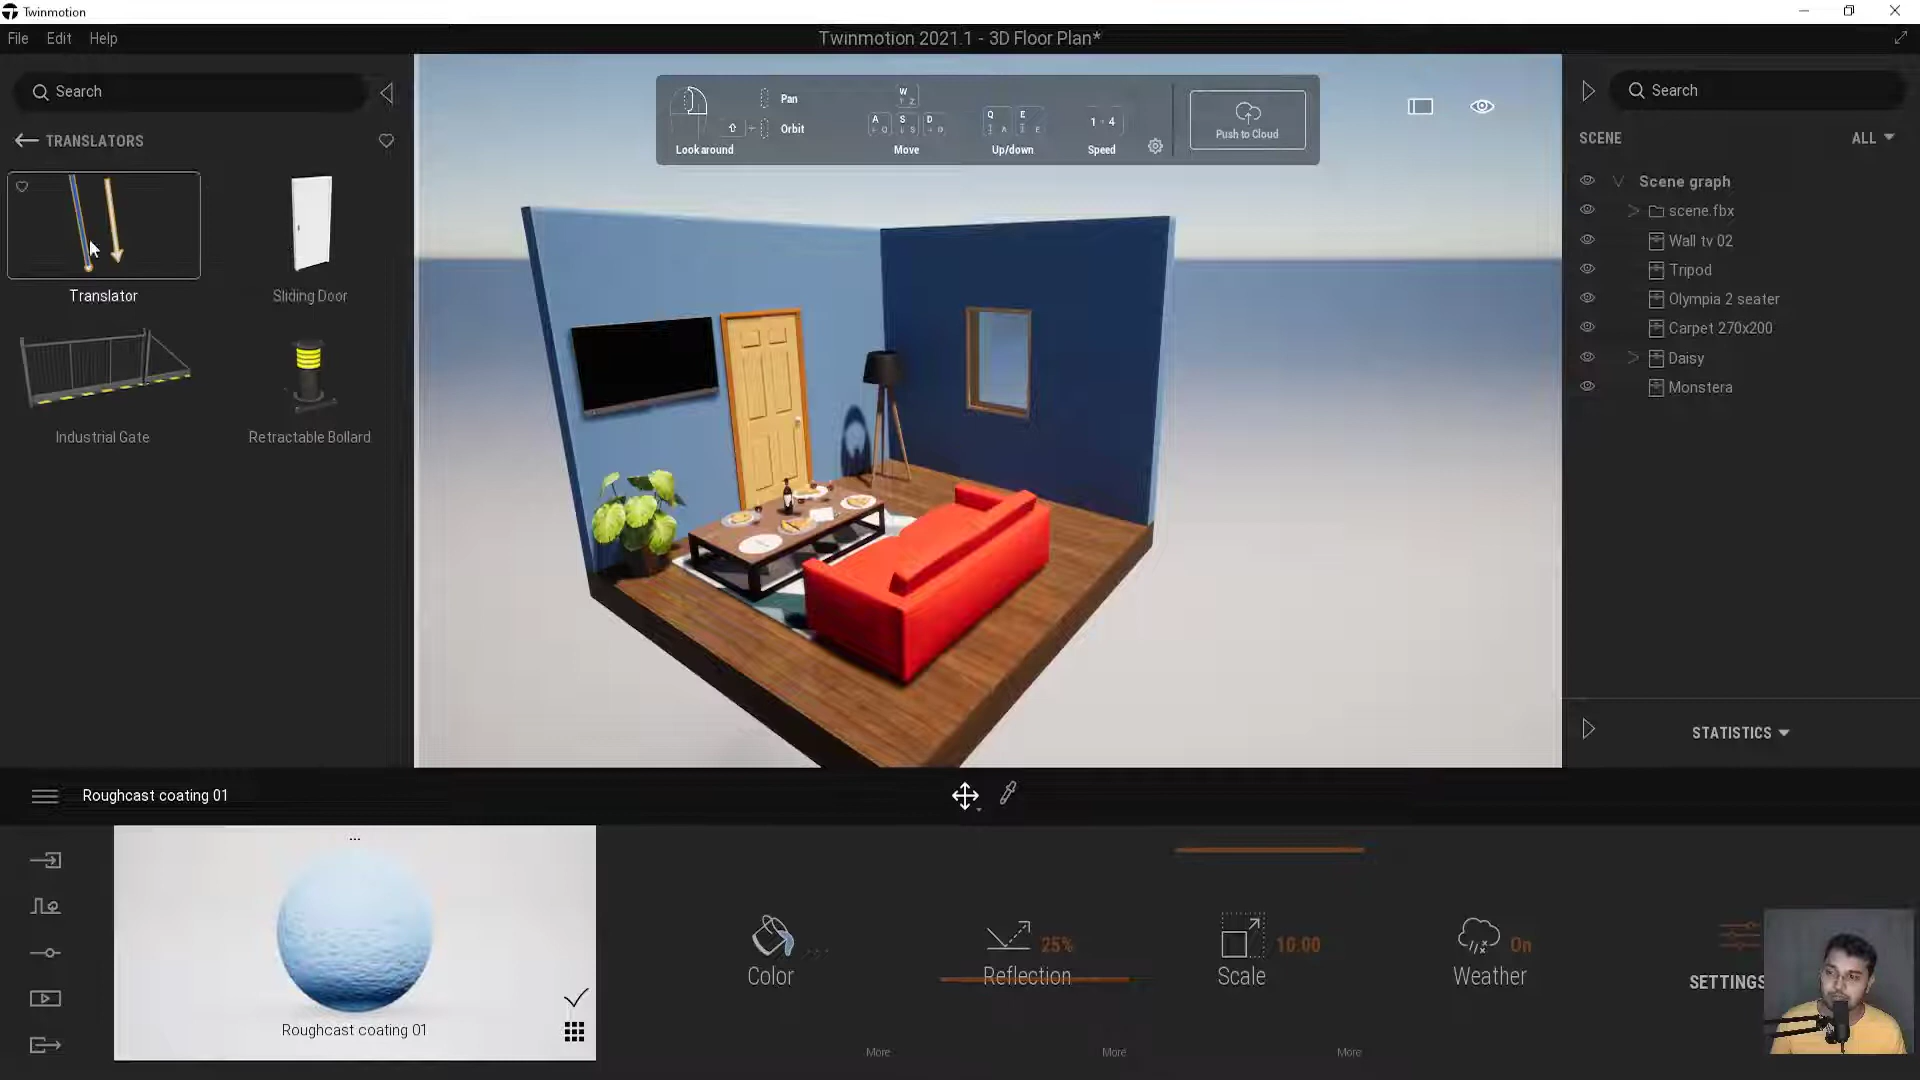 Twinmotion
File Edit Help
Twinmotion 2021.1 - 3D Floor Plan*
Search
TRANSLATORS
Translator
Sliding Door
Industrial Gate
Retractable Bollard
Pan
Orbit
Look around
W
A S D
Move
Q E
Up/down
1 - 4
Speed
Push to Cloud
Search
SCENE
ALL
Scene graph
scene.fbx
Wall tv 02
Tripod
Olympia 2 seater
Carpet 270x200
Daisy
Monstera
STATISTICS
Roughcast coating 01
...
Roughcast coating 01
Color
...
Reflection
25%
Scale
10.00
Weather
On
SETTINGS
More
More
More